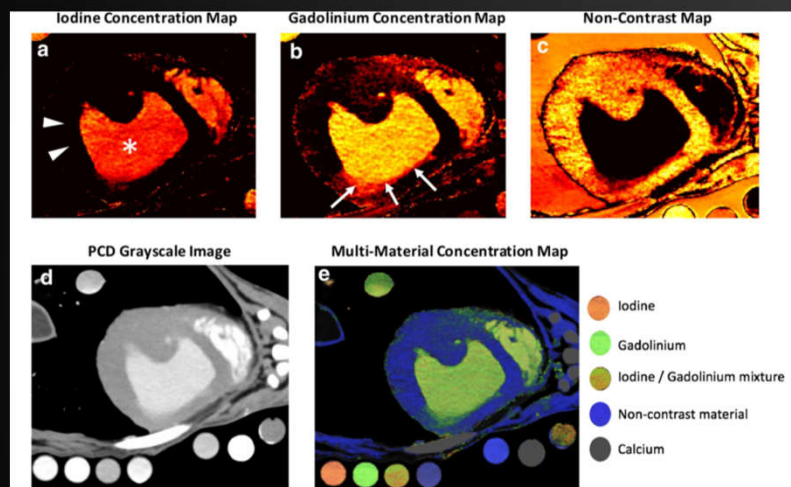 Iodine Concentration Map
Gadolinium Concentration Map
Non-Contrast Map
a
b
c
*
PCD Grayscale Image
Multi-Material Concentration Map
d
e
Iodine
Gadolinium
Iodine / Gadolinium mixture
Non-contrast material
Calcium